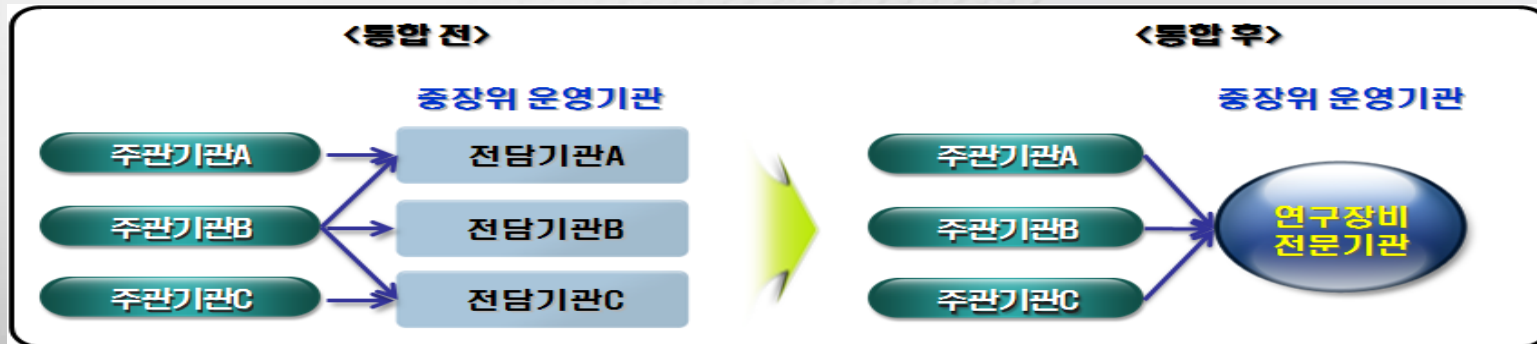 <통합 전>
<통합 후>
중장위 운영기관
중장위 운영기관
주관기관A
전담기관A
주관기관A
주관기관B
전담기관B
주관기관B
연구장비
전문기관
주관기관C
전담기관C
주관기관C